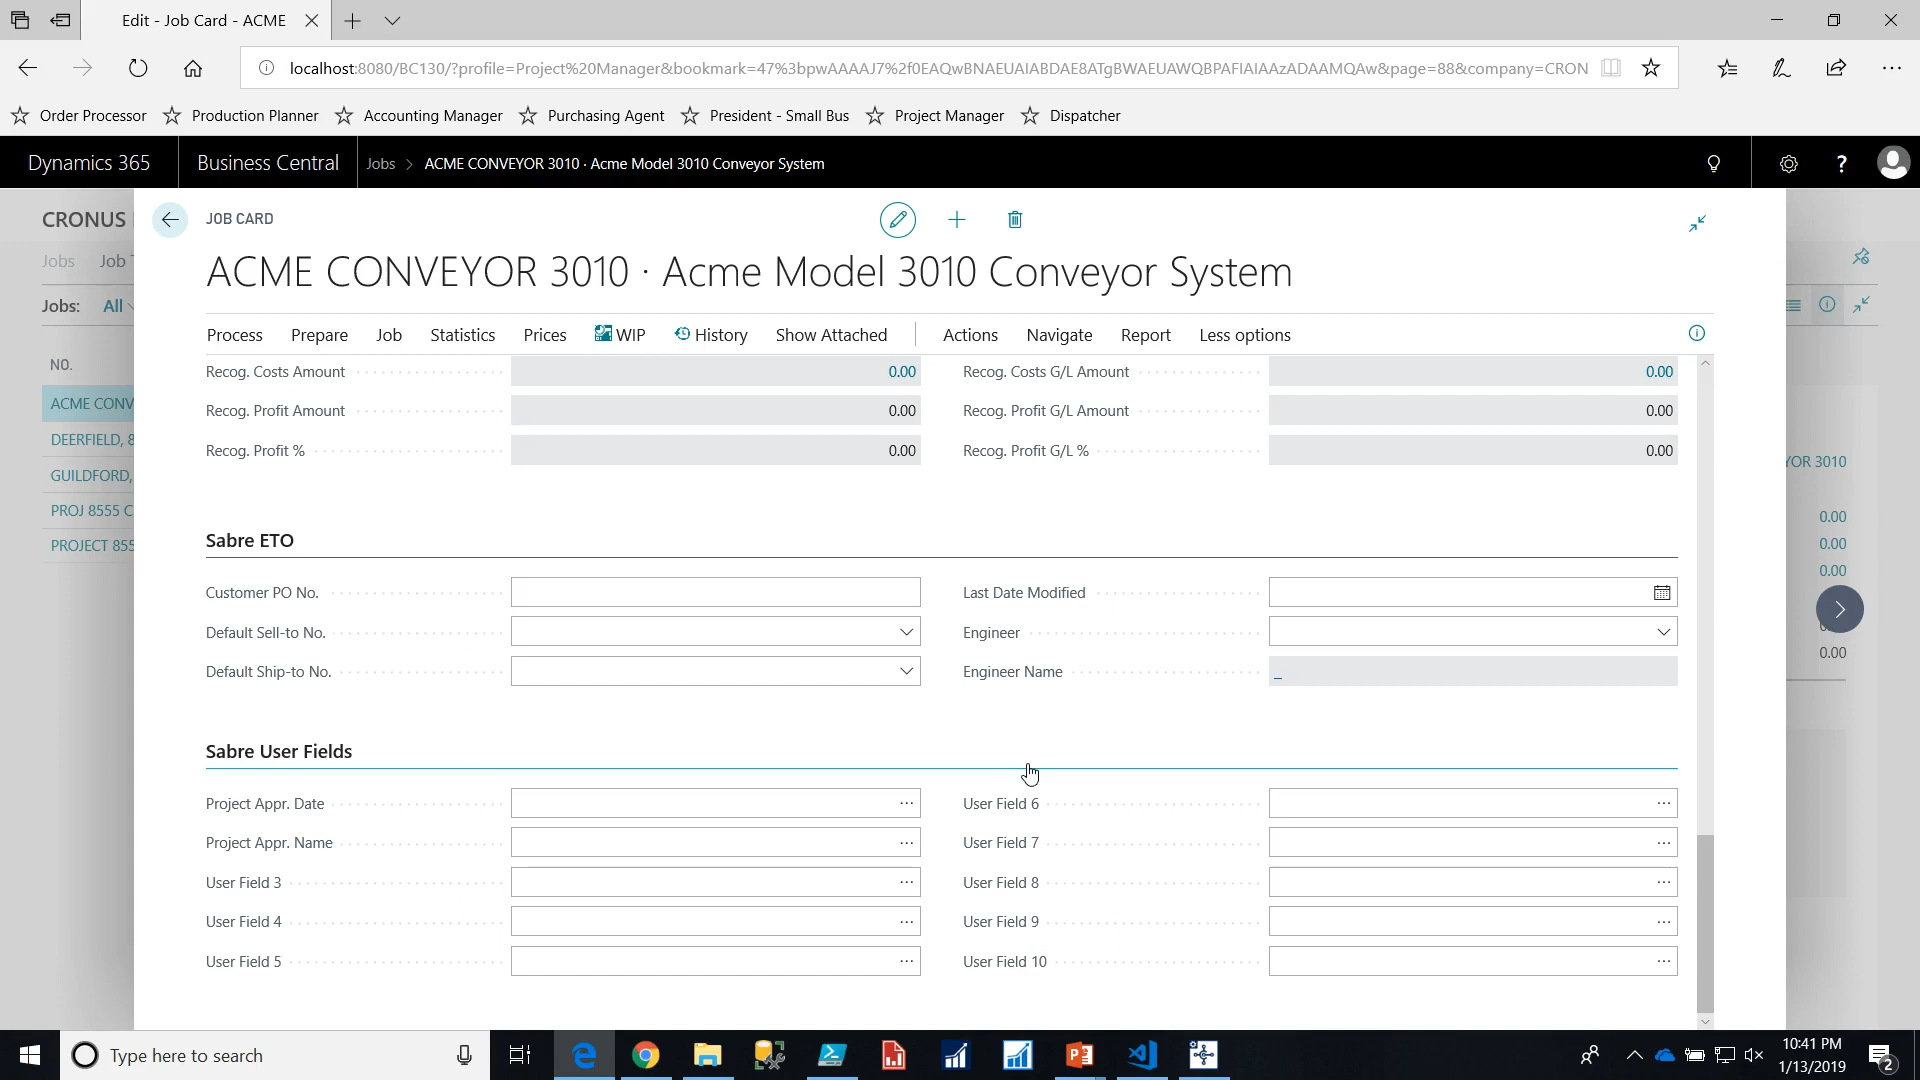 Edit - Job Card - ACME
localhost:8080/BC130/?profile=Project%20Manager&bookmark=47%3bpwAAAAJ7%2f0EAQwBNAEUAIABDAE8ATgBWAEUAWQBPAFIAIAAzADAAMQAw&page=88&company=CRON
Order Processor Production Planner Accounting Manager Purchasing Agent President - Small Bus Project Manager Dispatcher
Dynamics 365 Business Central Jobs > ACME CONVEYOR 3010 · Acme Model 3010 Conveyor System ?
CRONUS JOB CARD
Jobs Job
ACME CONVEYOR 3010 · Acme Model 3010 Conveyor System
Jobs: All
Process Prepare Job Statistics Prices WIP History Show Attached Actions Navigate Report Less options
NO.
Recog. Costs Amount 0.00 Recog. Costs G/L Amount 0.00
ACME CONV
Recog. Profit Amount 0.00 Recog. Profit G/L Amount 0.00
DEERFIELD, 8
Recog. Profit % 0.00 Recog. Profit G/L % 0.00
YOR 3010
GUILDFORD,
PROJ 8555 C
0.00
PROJECT 855
Sabre ETO
0.00
0.00
Customer PO No. Last Date Modified
Default Sell-to No. Engineer
0.00
Default Ship-to No. Engineer Name _
Sabre User Fields
Project Appr. Date ... User Field 6 ...
Project Appr. Name ... User Field 7 ...
User Field 3 ... User Field 8 ...
User Field 4 ... User Field 9 ...
User Field 5 ... User Field 10 ...
Type here to search
10:41 PM
1/13/2019
2